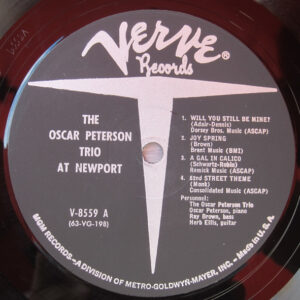 VERVE®
Records
THE
OSCAR PETERSON
TRIO
AT NEWPORT
V-8559 A
(63-VG-198)
1. WILL YOU STILL BE MINE?
(Adair-Dennis)
Dorsey Bros. Music (ASCAP)
2. JOY SPRING
(Brown)
Brant Music (BMI)
3. A GAL IN CALICO
(Schwartz-Robin)
Remick Music (ASCAP)
4. 52nd STREET THEME
(Monk)
Consolidated Music (ASCAP)
Personnel:
The Oscar Peterson Trio
Oscar Peterson, piano
Ray Brown, bass
Herb Ellis, guitar
MGM RECORDS—A DIVISION OF METRO-GOLDWYN-MAYER, INC. • Made in U.S.A.